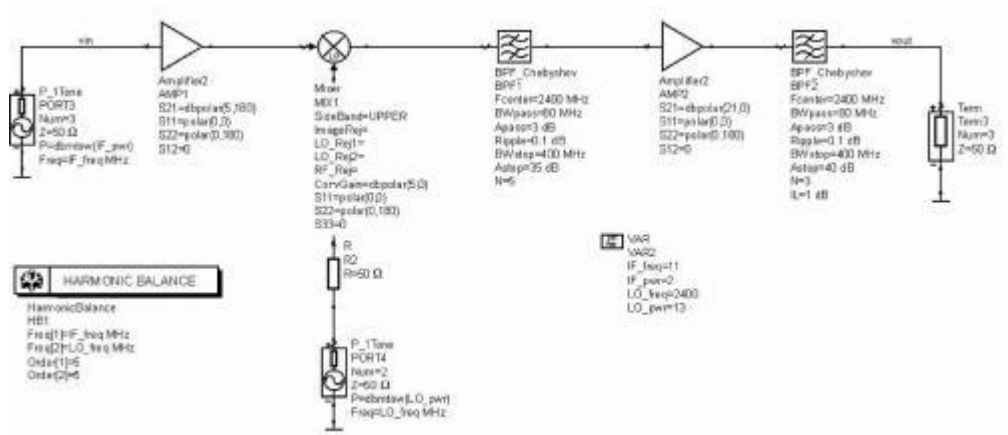 vin
vout
P_1Tone
PORT3
Num=3
Z=50 Ω
P=dbmtow(IF_pwr)
Freq=IF_freq MHz
Amplifier2
AMP1
S21=dbpolar(5,180)
S11=polar(0,0)
S22=polar(0,180)
S12=0
LO
Mixer
MIX1
SideBand=UPPER
ImageRej=
LO_Rej1=
LO_Rej2=
RF_Rej=
ConvGain=dbpolar(5,0)
S11=polar(0,0)
S22=polar(0,180)
S33=0
BPF_Chebyshev
BPF1
Fcenter=2400 MHz
BWpass=80 MHz
Apass=3 dB
Ripple=0.1 dB
BWstop=400 MHz
Astop=35 dB
N=5
Amplifier2
AMP2
S21=dbpolar(21,0)
S11=polar(0,0)
S22=polar(0,180)
S12=0
BPF_Chebyshev
BPF2
Fcenter=2400 MHz
BWpass=80 MHz
Apass=3 dB
Ripple=0.1 dB
BWstop=400 MHz
Astop=40 dB
N=3
IL=1 dB
Term
Term3
Num=3
Z=50 Ω
R
R2
R=50 Ω
VAR
VAR2
IF_freq=11
IF_pwr=2
LO_freq=2400
LO_pwr=13
HARMONIC BALANCE
HarmonicBalance
HB1
Freq[1]=IF_freq MHz
Freq[2]=LO_freq MHz
Order[1]=5
P_1Tone
PORT4
Num=2
Z=50 Ω
P=dbmtow(LO_pwr)
Freq=LO_freq MHz